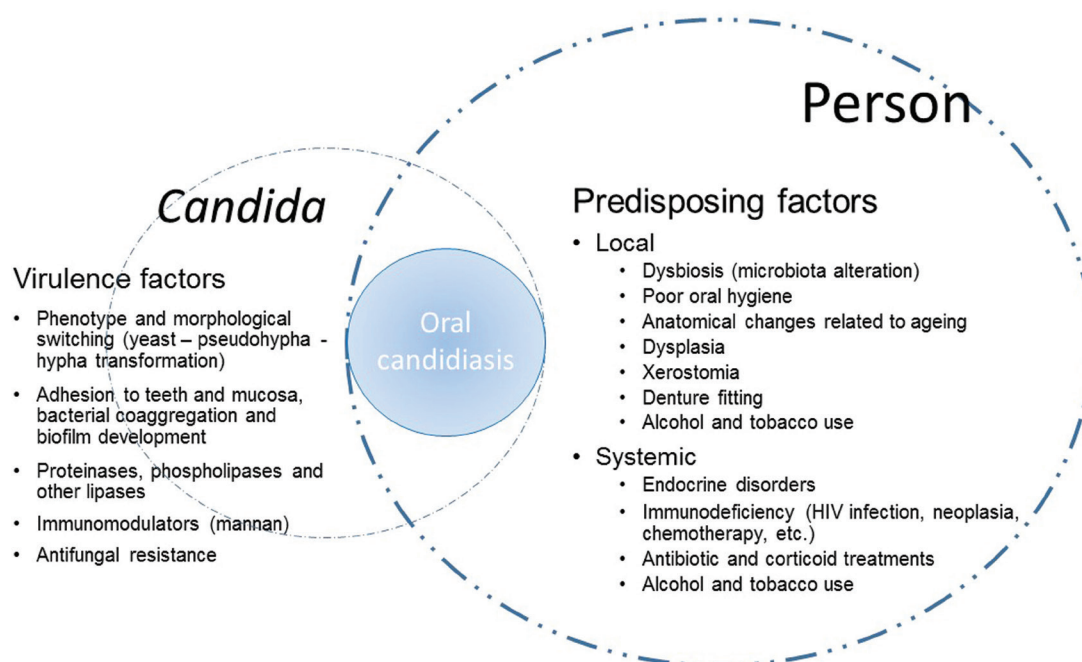 Person
Candida
Virulence factors
• Phenotype and morphological
switching (yeast – pseudohypha -
hypha transformation)
• Adhesion to teeth and mucosa,
bacterial coaggregation and
biofilm development
• Proteinases, phospholipases and
other lipases
• Immunomodulators (mannan)
• Antifungal resistance
Oral
candidiasis
Predisposing factors
• Local
• Dysbiosis (microbiota alteration)
• Poor oral hygiene
• Anatomical changes related to ageing
• Dysplasia
• Xerostomia
• Denture fitting
• Alcohol and tobacco use
• Systemic
• Endocrine disorders
• Immunodeficiency (HIV infection, neoplasia,
chemotherapy, etc.)
• Antibiotic and corticoid treatments
• Alcohol and tobacco use